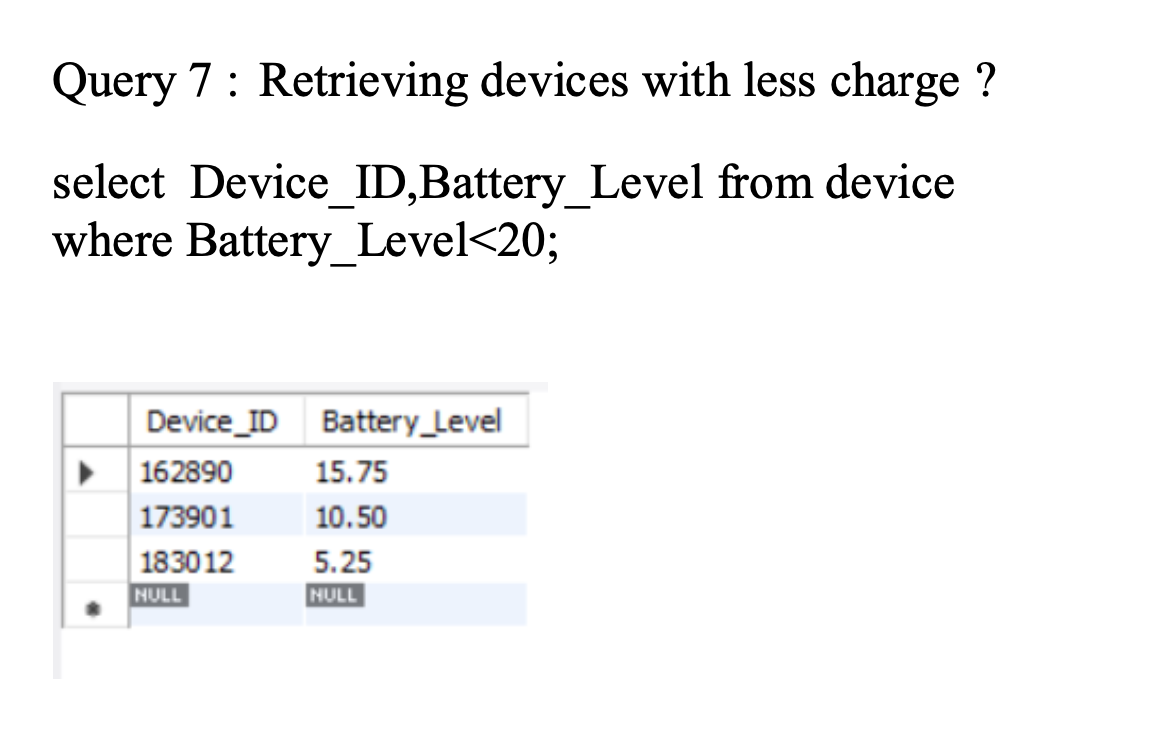 Query 7 : Retrieving devices with less charge ?
select Device_ID,Battery_Level from device
where Battery_Level<20;
Device_ID Battery_Level
162890 15.75
173901 10.50
183012 5.25
NULL NULL